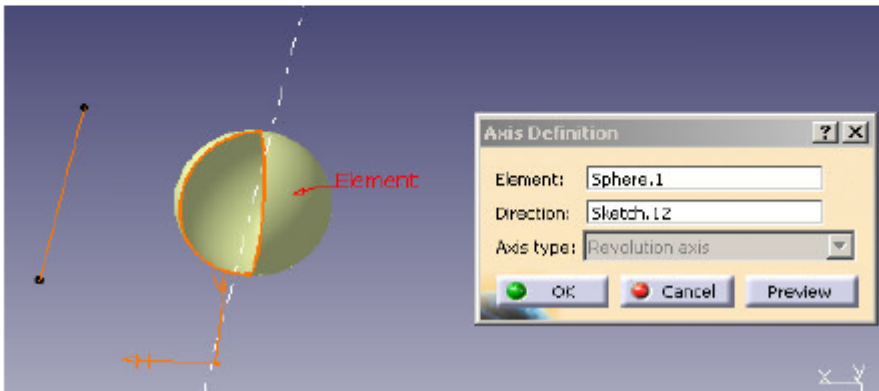 Element
Axis Definition
? X
Element: Sphere.1
Direction: Sketch.12
Axis type: Revolution axis
OK Cancel Preview
x y